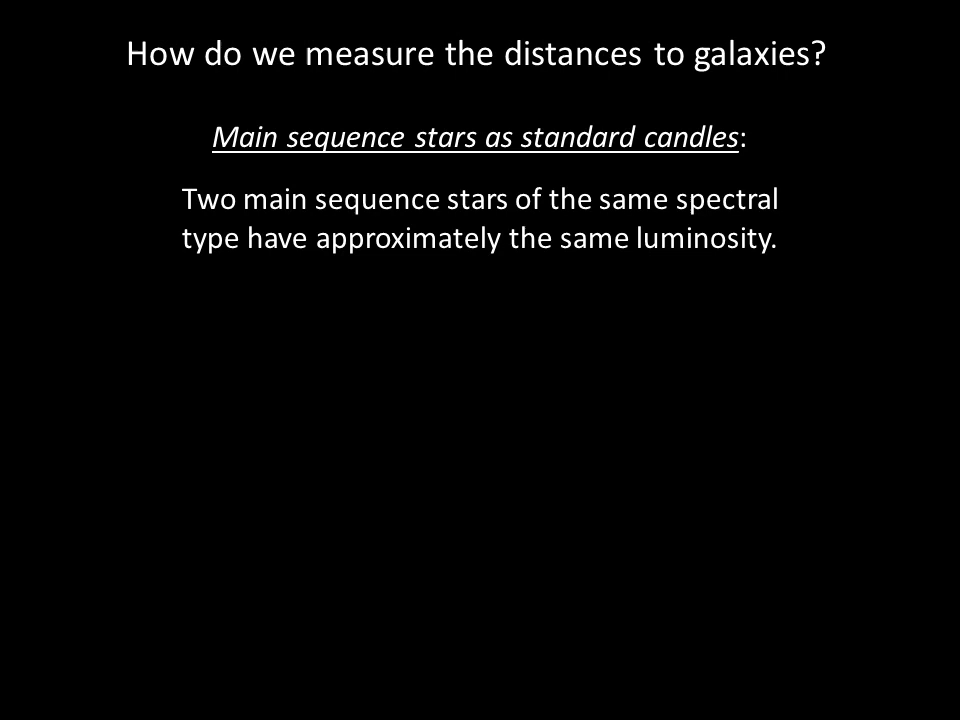 How do we measure the distances to galaxies?
Main sequence stars as standard candles:
Two main sequence stars of the same spectral
type have approximately the same luminosity.